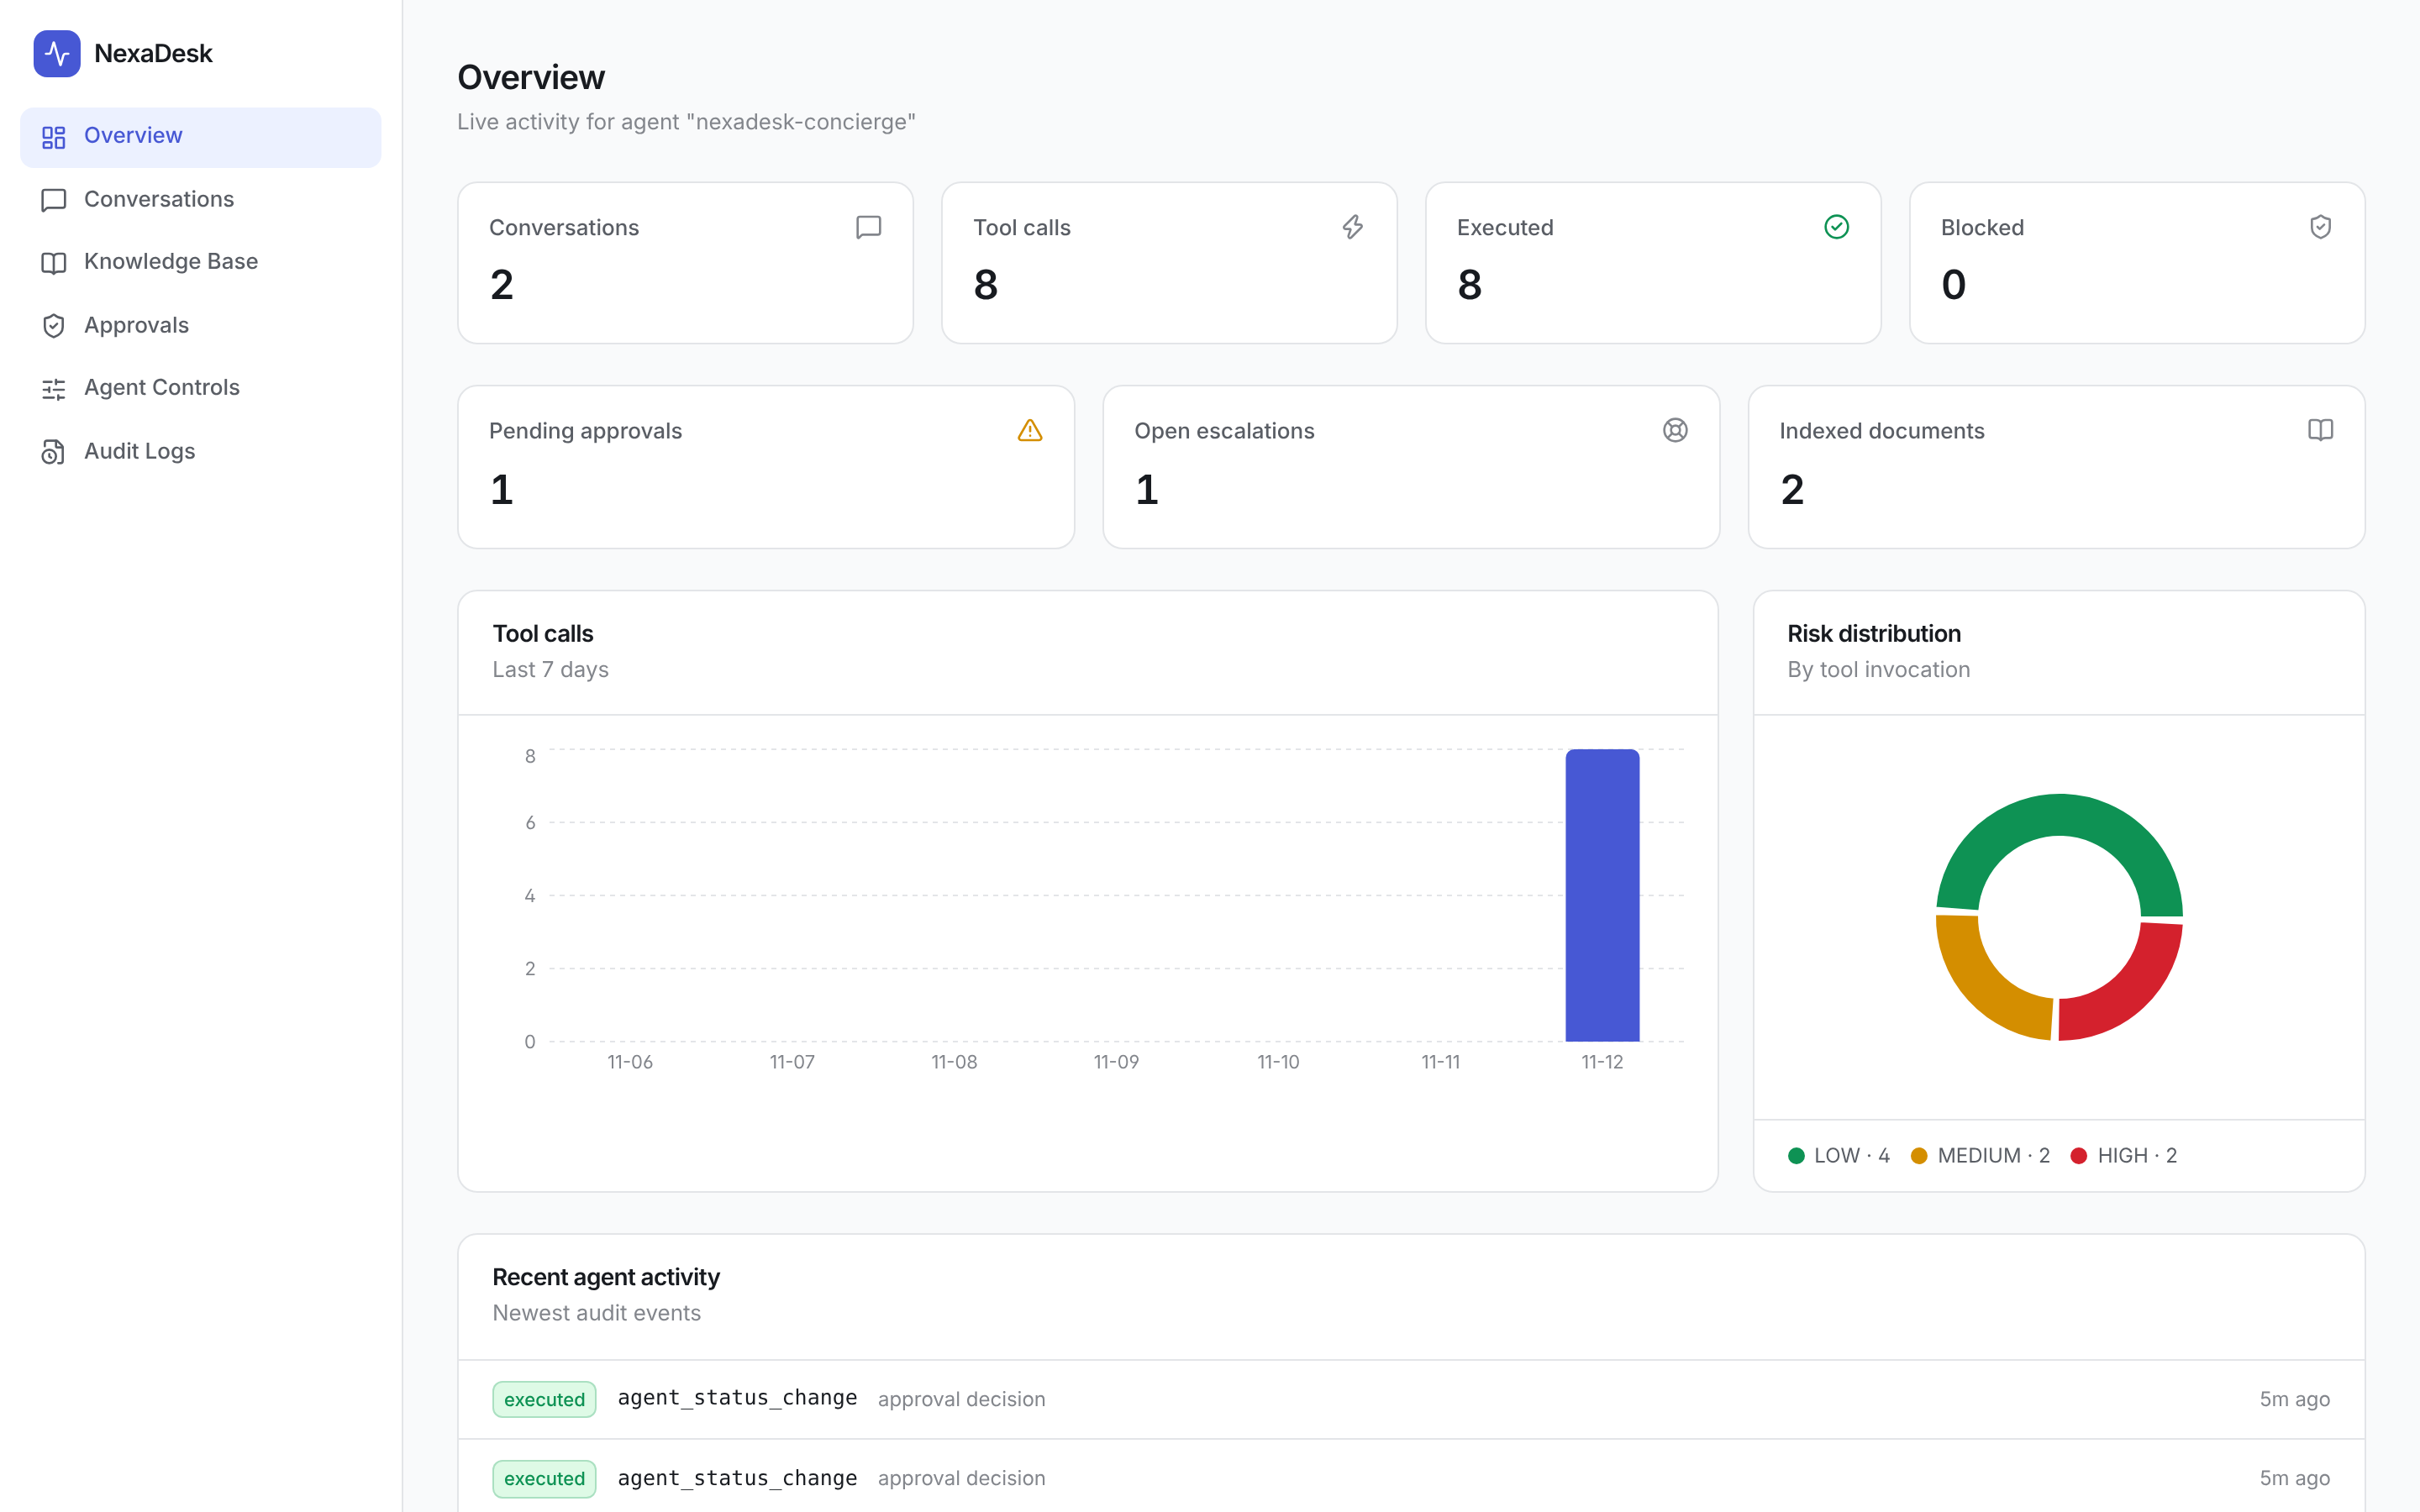 NexaDesk
Overview
Conversations
Knowledge Base
Approvals
Agent Controls
Audit Logs
Overview
Live activity for agent "nexadesk-concierge"
Conversations
2
Tool calls
8
Executed
8
Blocked
0
Pending approvals
1
Open escalations
1
Indexed documents
2
Tool calls
Last 7 days
8
6
4
2
0
11-06 11-07 11-08 11-09 11-10 11-11 11-12
Risk distribution
By tool invocation
LOW · 4 MEDIUM · 2 HIGH · 2
Recent agent activity
Newest audit events
executed agent_status_change approval decision 5m ago
executed agent_status_change approval decision 5m ago